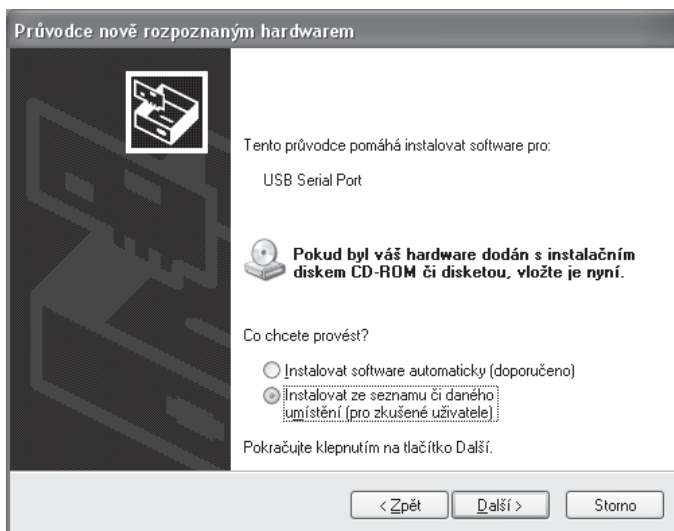 Průvodce nově rozpoznaným hardwarem
Tento průvodce pomáhá instalovat software pro:
USB Serial Port
Pokud byl váš hardware dodán s instalačním
diskem CD-ROM či disketou, vložte je nyní.
Co chcete provést?
Instalovat software automaticky (doporučeno)
Instalovat ze seznamu či daného
umístění (pro zkušené uživatele)
Pokračujte klepnutím na tlačítko Další.
< Zpět Další > Storno